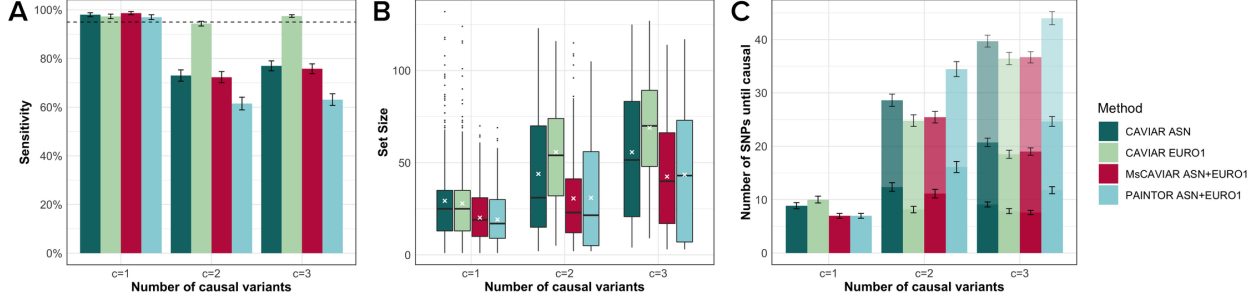 A
Sensitivity
80%
60%
40%
20%
0%
c=1
c=2
c=3
Number of causal variants
B
Set Size
100
50
0
c=1
c=2
c=3
Number of causal variants
C
Number of SNPs until causal
40
30
20
10
0
c=1
c=2
c=3
Number of causal variants
Method
CAVIAR ASN
CAVIAR EURO1
MsCAVIAR ASN+EURO1
PAINTOR ASN+EURO1